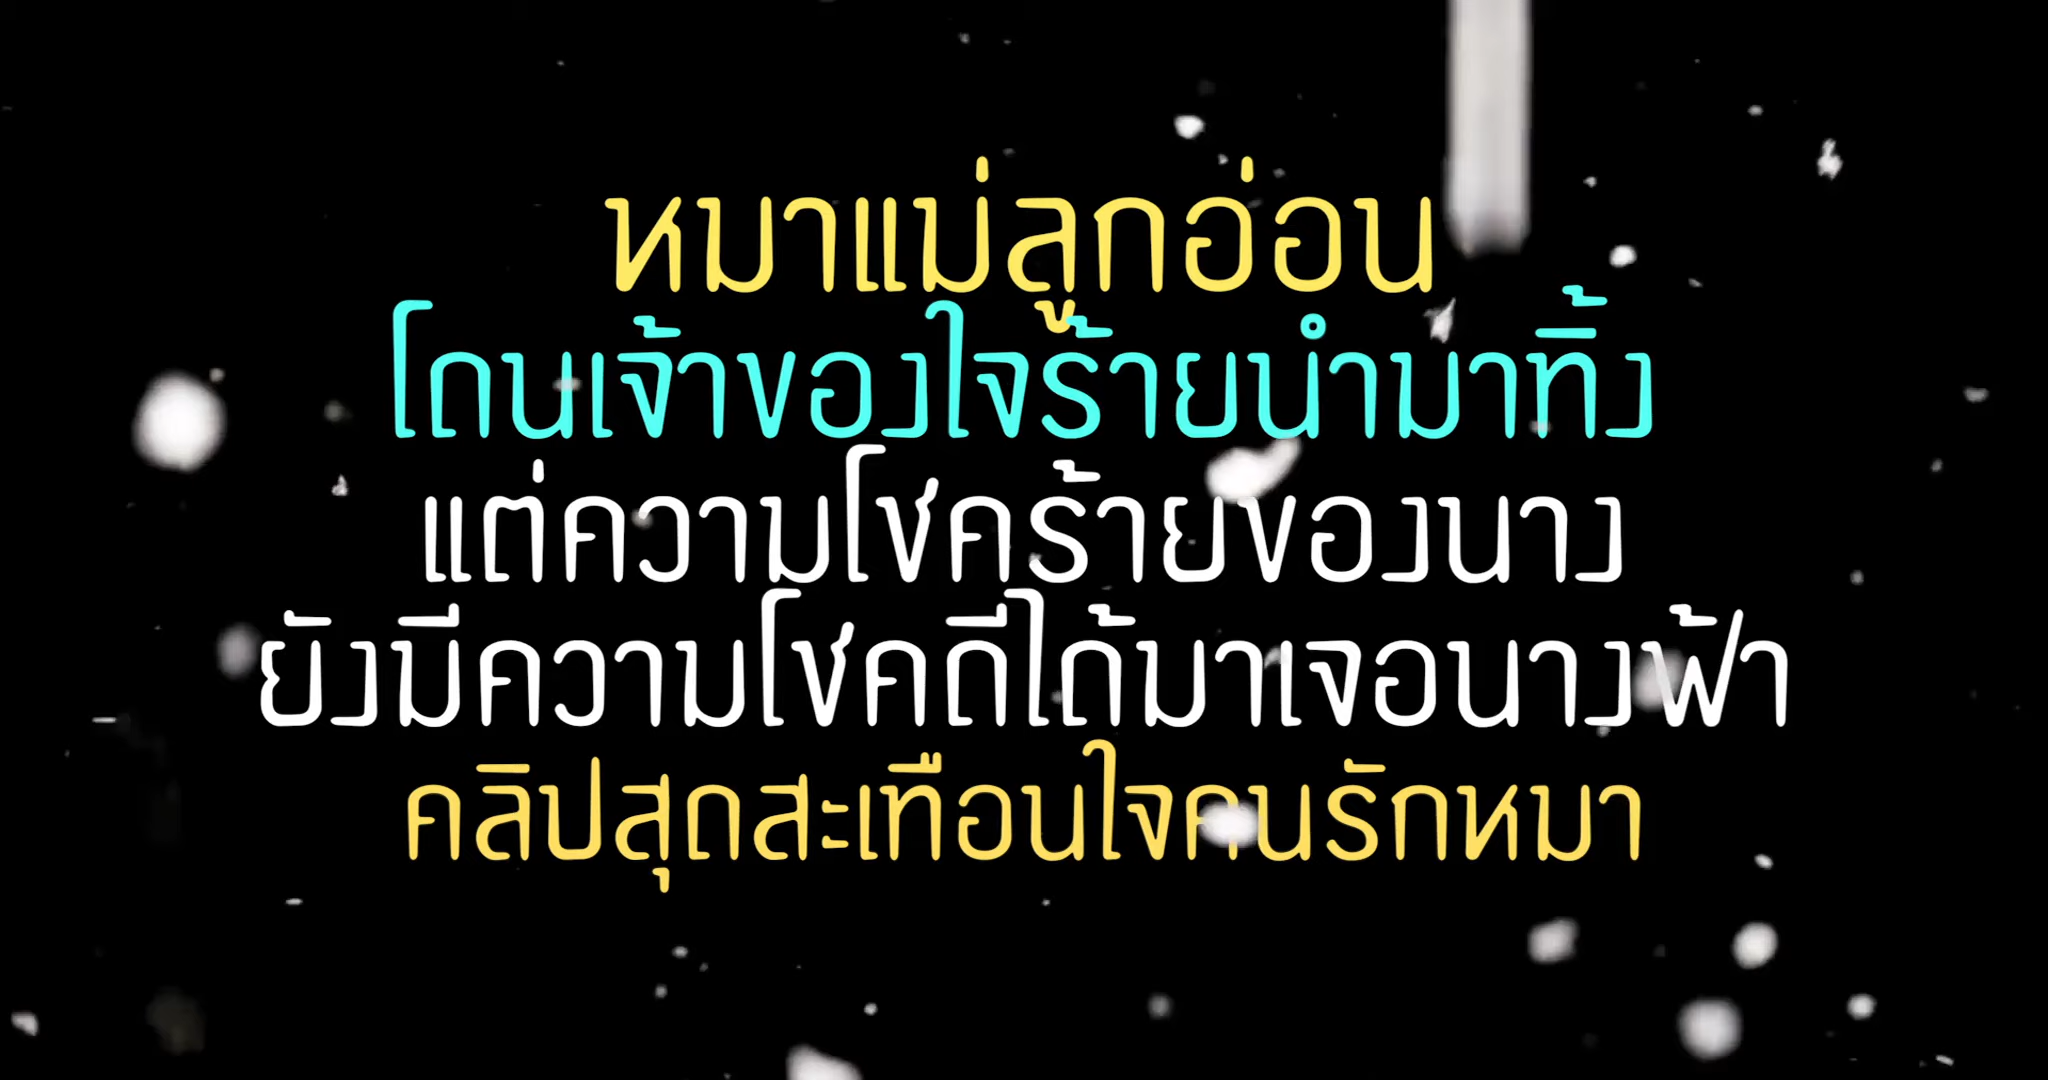 หมาแม่ลูกอ่อน
โดนเจ้าของใจร้ายนำมาทิ้ง
แต่ความโชคร้ายของนาง
ยังมีความโชคดีได้มาเจอนางฟ้า
คลิปสุดสะเทือนใจคนรักหมา